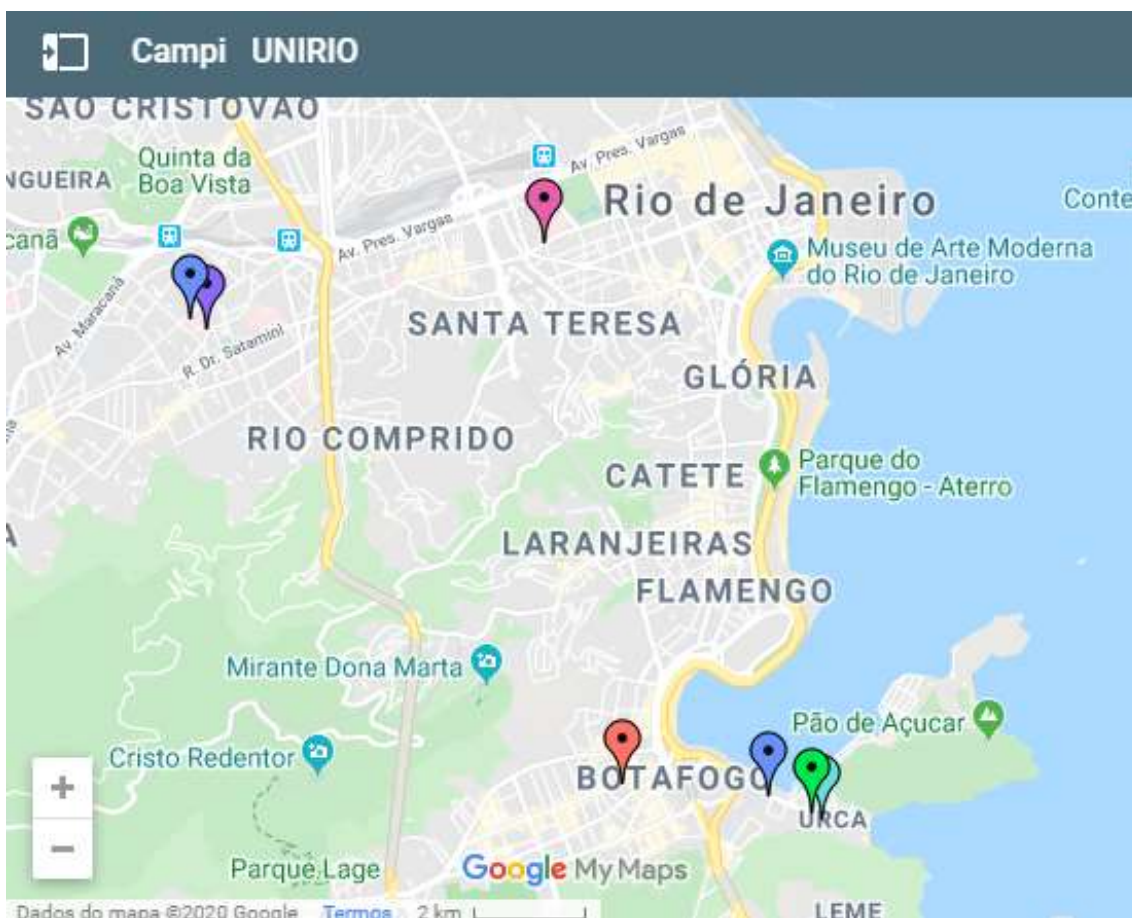 Campi UNIRIO
SAO CRISTOVAO
Quinta da
Boa Vista
NGUEIRA
Av. Pres. Vargas
Rio de Janeiro
Conte
canã
Av. Pres. Vargas
Museu de Arte Moderna
do Rio de Janeiro
Av. Maracanã
R. Dr. Satamini
SANTA TERESA
GLÓRIA
RIO COMPRIDO
CATETE
Parque do
Flamengo - Aterro
A
LARANJEIRAS
FLAMENGO
Mirante Dona Marta
Pão de Açucar
Cristo Redentor
BOTAFOGO
+
URCA
−
Parque Lage
Google My Maps
Dados do mapa ©2020 Google Termos 2 km
LEME